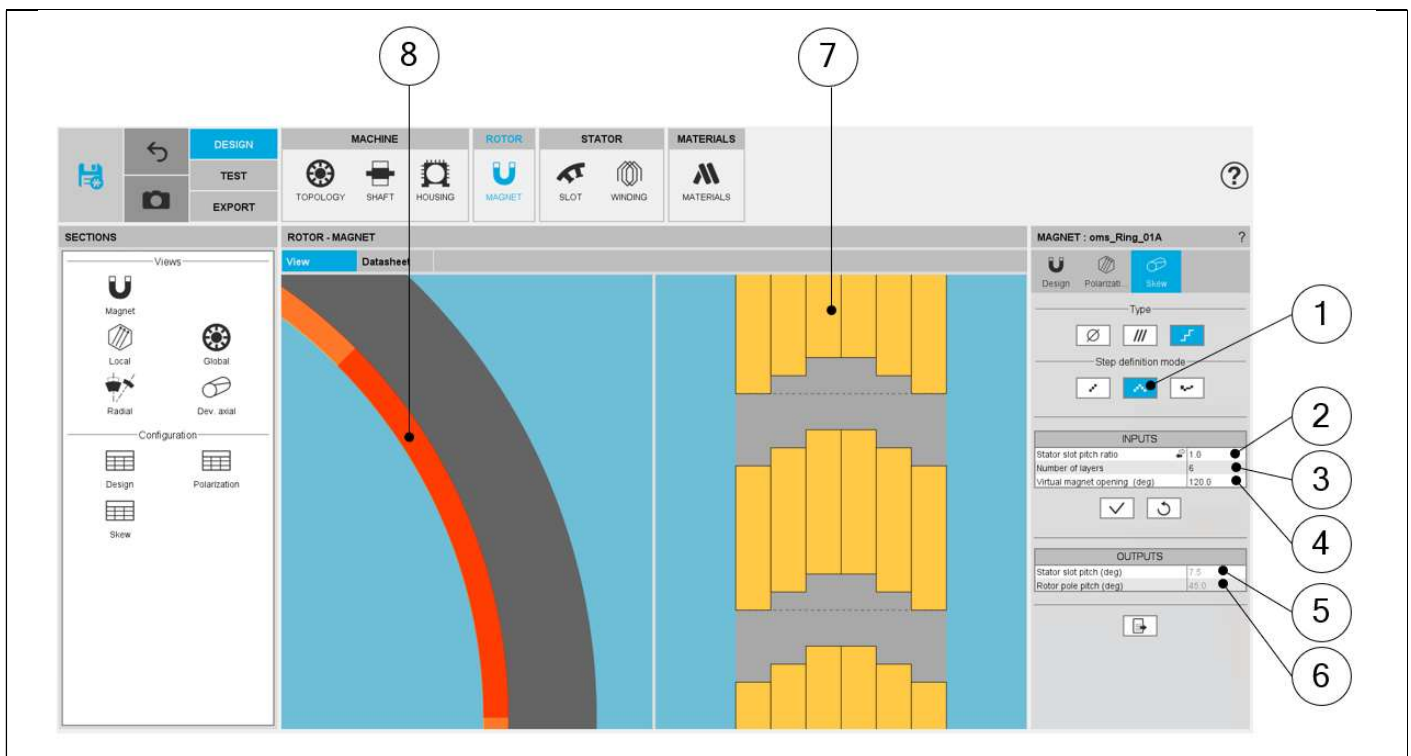 8
7
DESIGN
TEST
EXPORT
MACHINE
TOPOLOGY
SHAFT
HOUSING
ROTOR
MAGNET
STATOR
SLOT
WINDING
MATERIALS
MATERIALS
?
SECTIONS
Views
Magnet
Local
Global
Radial
Dev. axial
Configuration
Design
Polarization
Skew
ROTOR - MAGNET
View
Datasheet
MAGNET : oms_Ring_01A
?
Design
Polarizati...
Skew
Type
Step definition mode
INPUTS
Stator slot pitch ratio 1.0
Number of layers 6
Virtual magnet opening (deg) 120.0
OUTPUTS
Stator slot pitch (deg) 7.5
Rotor pole pitch (deg) 45.0
1
2
3
4
5
6